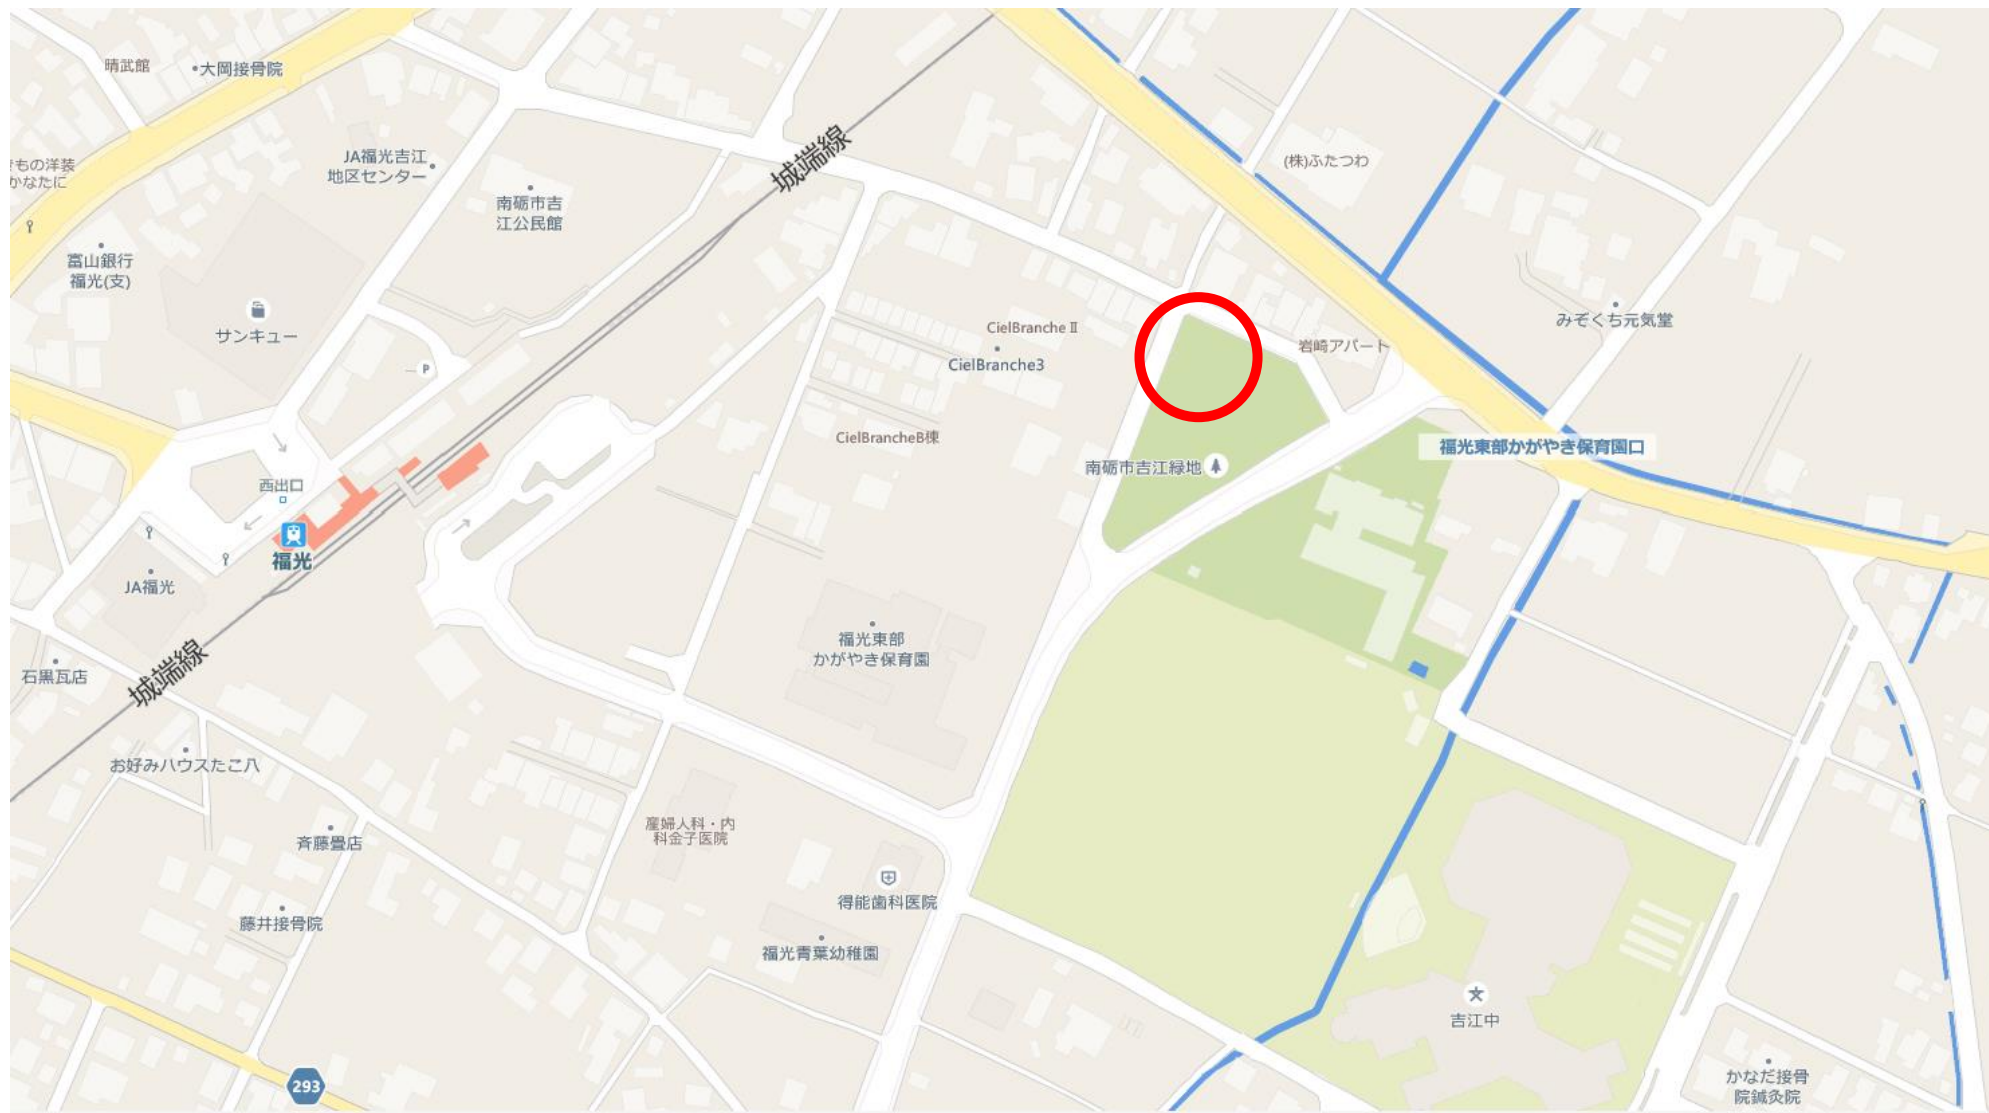 晴武館
大岡接骨院
城端線
JA福光吉江
地区センター
きもの洋装
かなたに
南砺市吉
江公民館
(株)ふたつわ
富山銀行
福光(支)
サンキュー
CielBranche II
CielBranche3
岩崎アパート
みぞくち元気堂
P
CielBrancheB棟
南砺市吉江緑地
福光東部かがやき保育園口
西出口
福光
JA福光
福光東部
かがやき保育園
城端線
石黒瓦店
お好みハウスたこ八
斉藤畳店
産婦人科・内
科金子医院
得能歯科医院
藤井接骨院
福光青葉幼稚園
文
吉江中
293
かなだ接骨
院鍼灸院